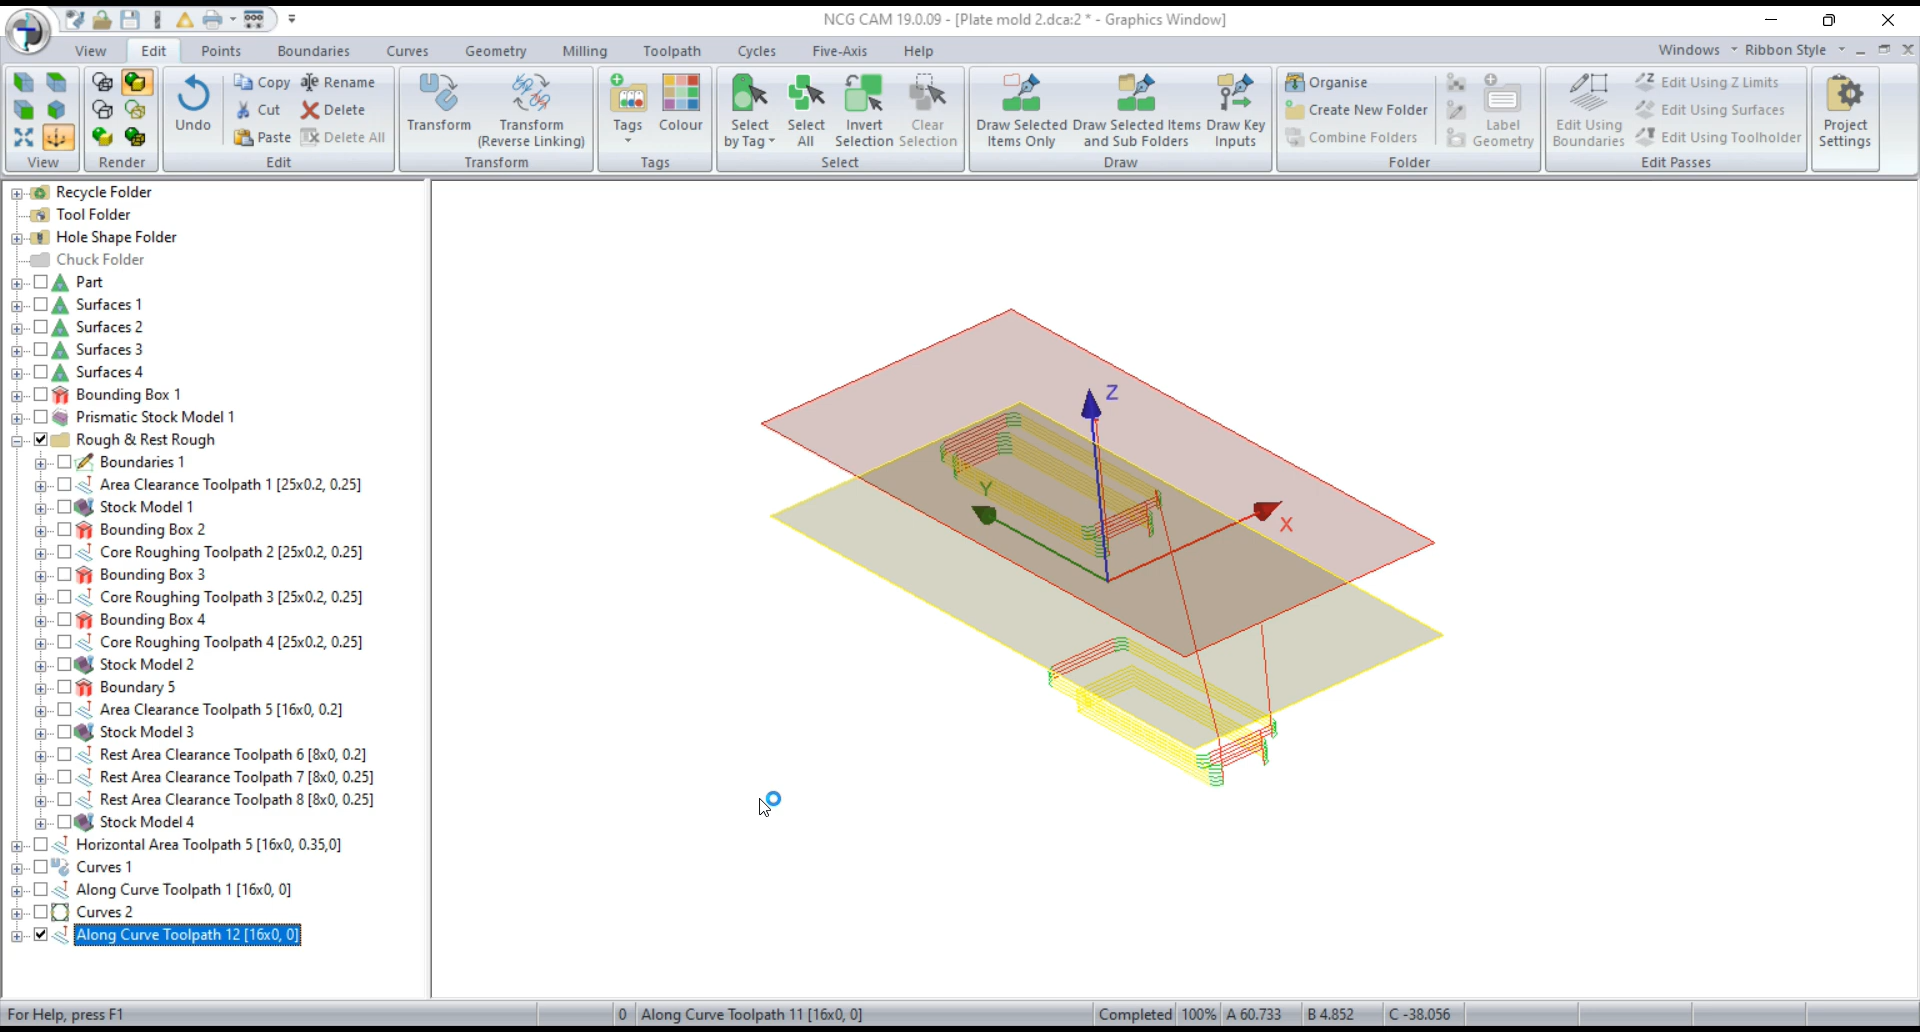 NCG CAM 19.0.09 - [Plate mold 2.dca:2 * - Graphics Window]
View Edit Points Boundaries Curves Geometry Milling Toolpath Cycles Five-Axis Help
Windows Ribbon Style
View
Render
Undo
Copy Rename
Cut Delete
Paste Delete All
Edit
Transform
Transform (Reverse Linking)
Transform
Tags Colour
Tags
Select by Tag
Select All
Invert Selection
Clear Selection
Select
Draw Selected Items Only
Draw Selected Items and Sub Folders
Draw Key Inputs
Draw
Organise
Create New Folder
Combine Folders
Label Geometry
Folder
Edit Using Boundaries
Edit Using Z Limits
Edit Using Surfaces
Edit Using Toolholder
Edit Passes
Project Settings
Recycle Folder
Tool Folder
Hole Shape Folder
Chuck Folder
Part
Surfaces 1
Surfaces 2
Surfaces 3
Surfaces 4
Bounding Box 1
Prismatic Stock Model 1
Rough & Rest Rough
Boundaries 1
Area Clearance Toolpath 1 [25x0.2, 0.25]
Stock Model 1
Bounding Box 2
Core Roughing Toolpath 2 [25x0.2, 0.25]
Bounding Box 3
Core Roughing Toolpath 3 [25x0.2, 0.25]
Bounding Box 4
Core Roughing Toolpath 4 [25x0.2, 0.25]
Stock Model 2
Boundary 5
Area Clearance Toolpath 5 [16x0, 0.2]
Stock Model 3
Rest Area Clearance Toolpath 6 [8x0, 0.2]
Rest Area Clearance Toolpath 7 [8x0, 0.25]
Rest Area Clearance Toolpath 8 [8x0, 0.25]
Stock Model 4
Horizontal Area Toolpath 5 [16x0, 0.35,0]
Curves 1
Along Curve Toolpath 1 [16x0, 0]
Curves 2
Along Curve Toolpath 12 [16x0, 0]
Z
Y
X
For Help, press F1
0 Along Curve Toolpath 11 [16x0, 0]
Completed 100% A 60.733 B 4.852 C -38.056